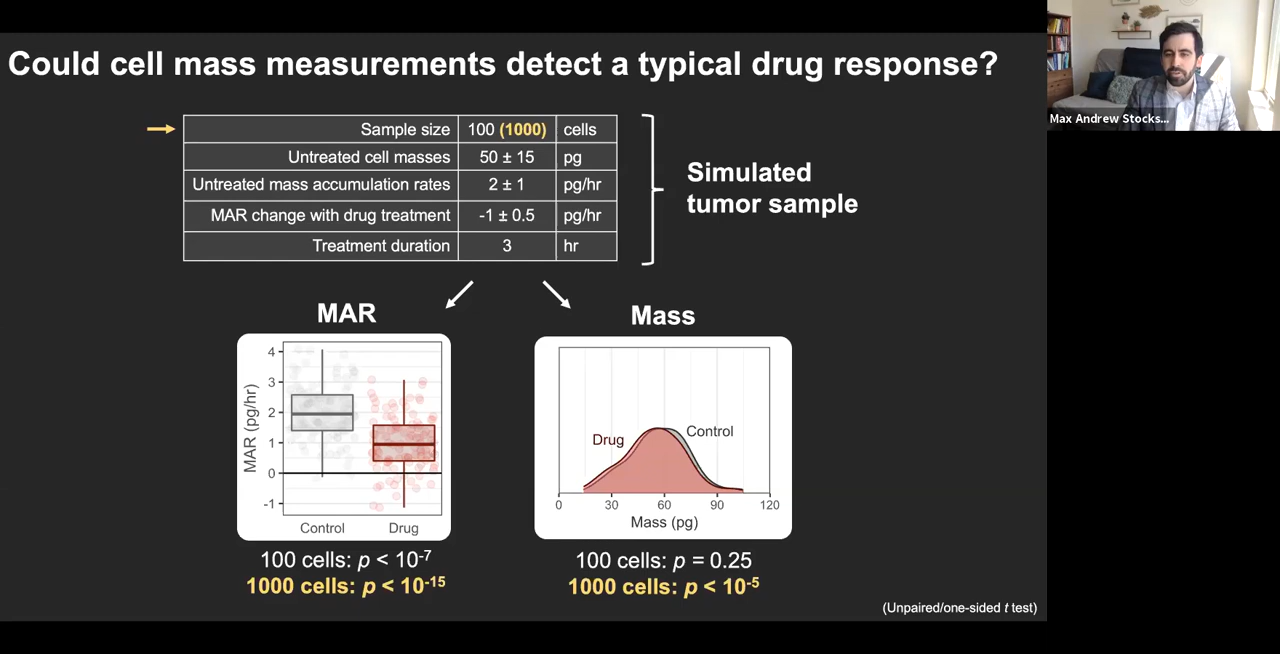 Could cell mass measurements detect a typical drug response?
Max Andrew Stocks...
Sample size 100 (1000) cells
Untreated cell masses 50 ± 15 pg
Untreated mass accumulation rates 2 ± 1 pg/hr
MAR change with drug treatment -1 ± 0.5 pg/hr
Treatment duration 3 hr
Simulated
tumor sample
MAR
MAR (pg/hr)
4
3
2
1
0
-1
Control Drug
100 cells: p < 10⁻⁷
1000 cells: p < 10⁻¹⁵
Mass
Drug Control
0 30 60 90 120
Mass (pg)
100 cells: p = 0.25
1000 cells: p < 10⁻⁵
(Unpaired/one-sided t test)